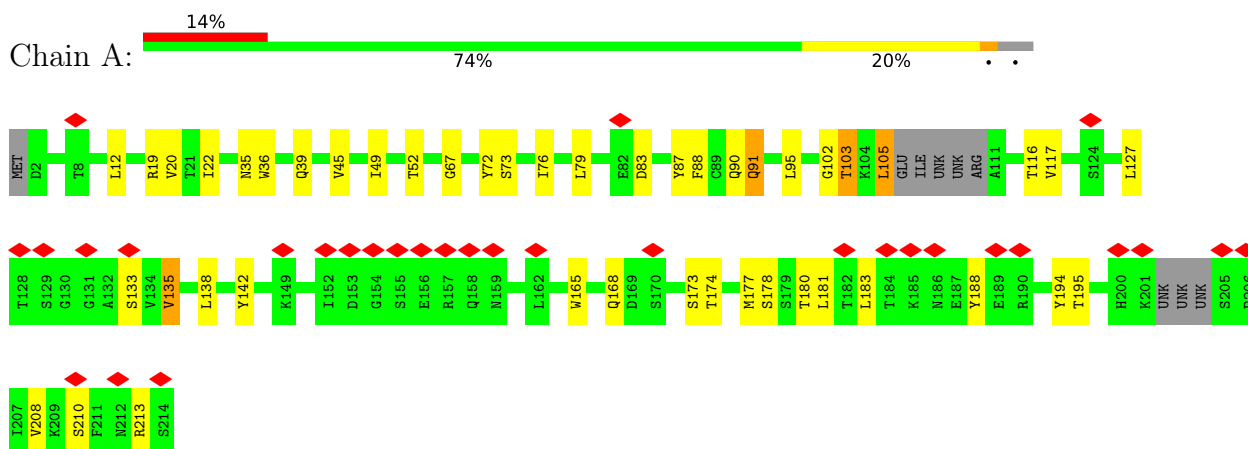 14%
Chain A:
74% 20% • •
MET D2 T8 L12 R19 V20 T21 I22 N35 W36 Q39 V45 I49 T52 G67 Y72 S73 I76 L79 E82 D83 Y87 F88 C89 Q90 Q91 L95 G102 T103 K104 L105 GLU ILE UNK UNK ARG A111 T116 V117 S124 L127
T128 S129 G130 G131 A132 S133 V134 V135 L138 Y142 K149 I152 D153 G154 S155 E156 R157 Q158 N159 L162 W165 Q168 D169 S170 S173 T174 M177 S178 S179 T180 L181 T182 L183 T184 K185 N186 E187 Y188 E189 R190 Y194 T195 H200 K201 UNK UNK UNK S205
I207 V208 K209 S210 F211 N212 R213 S214